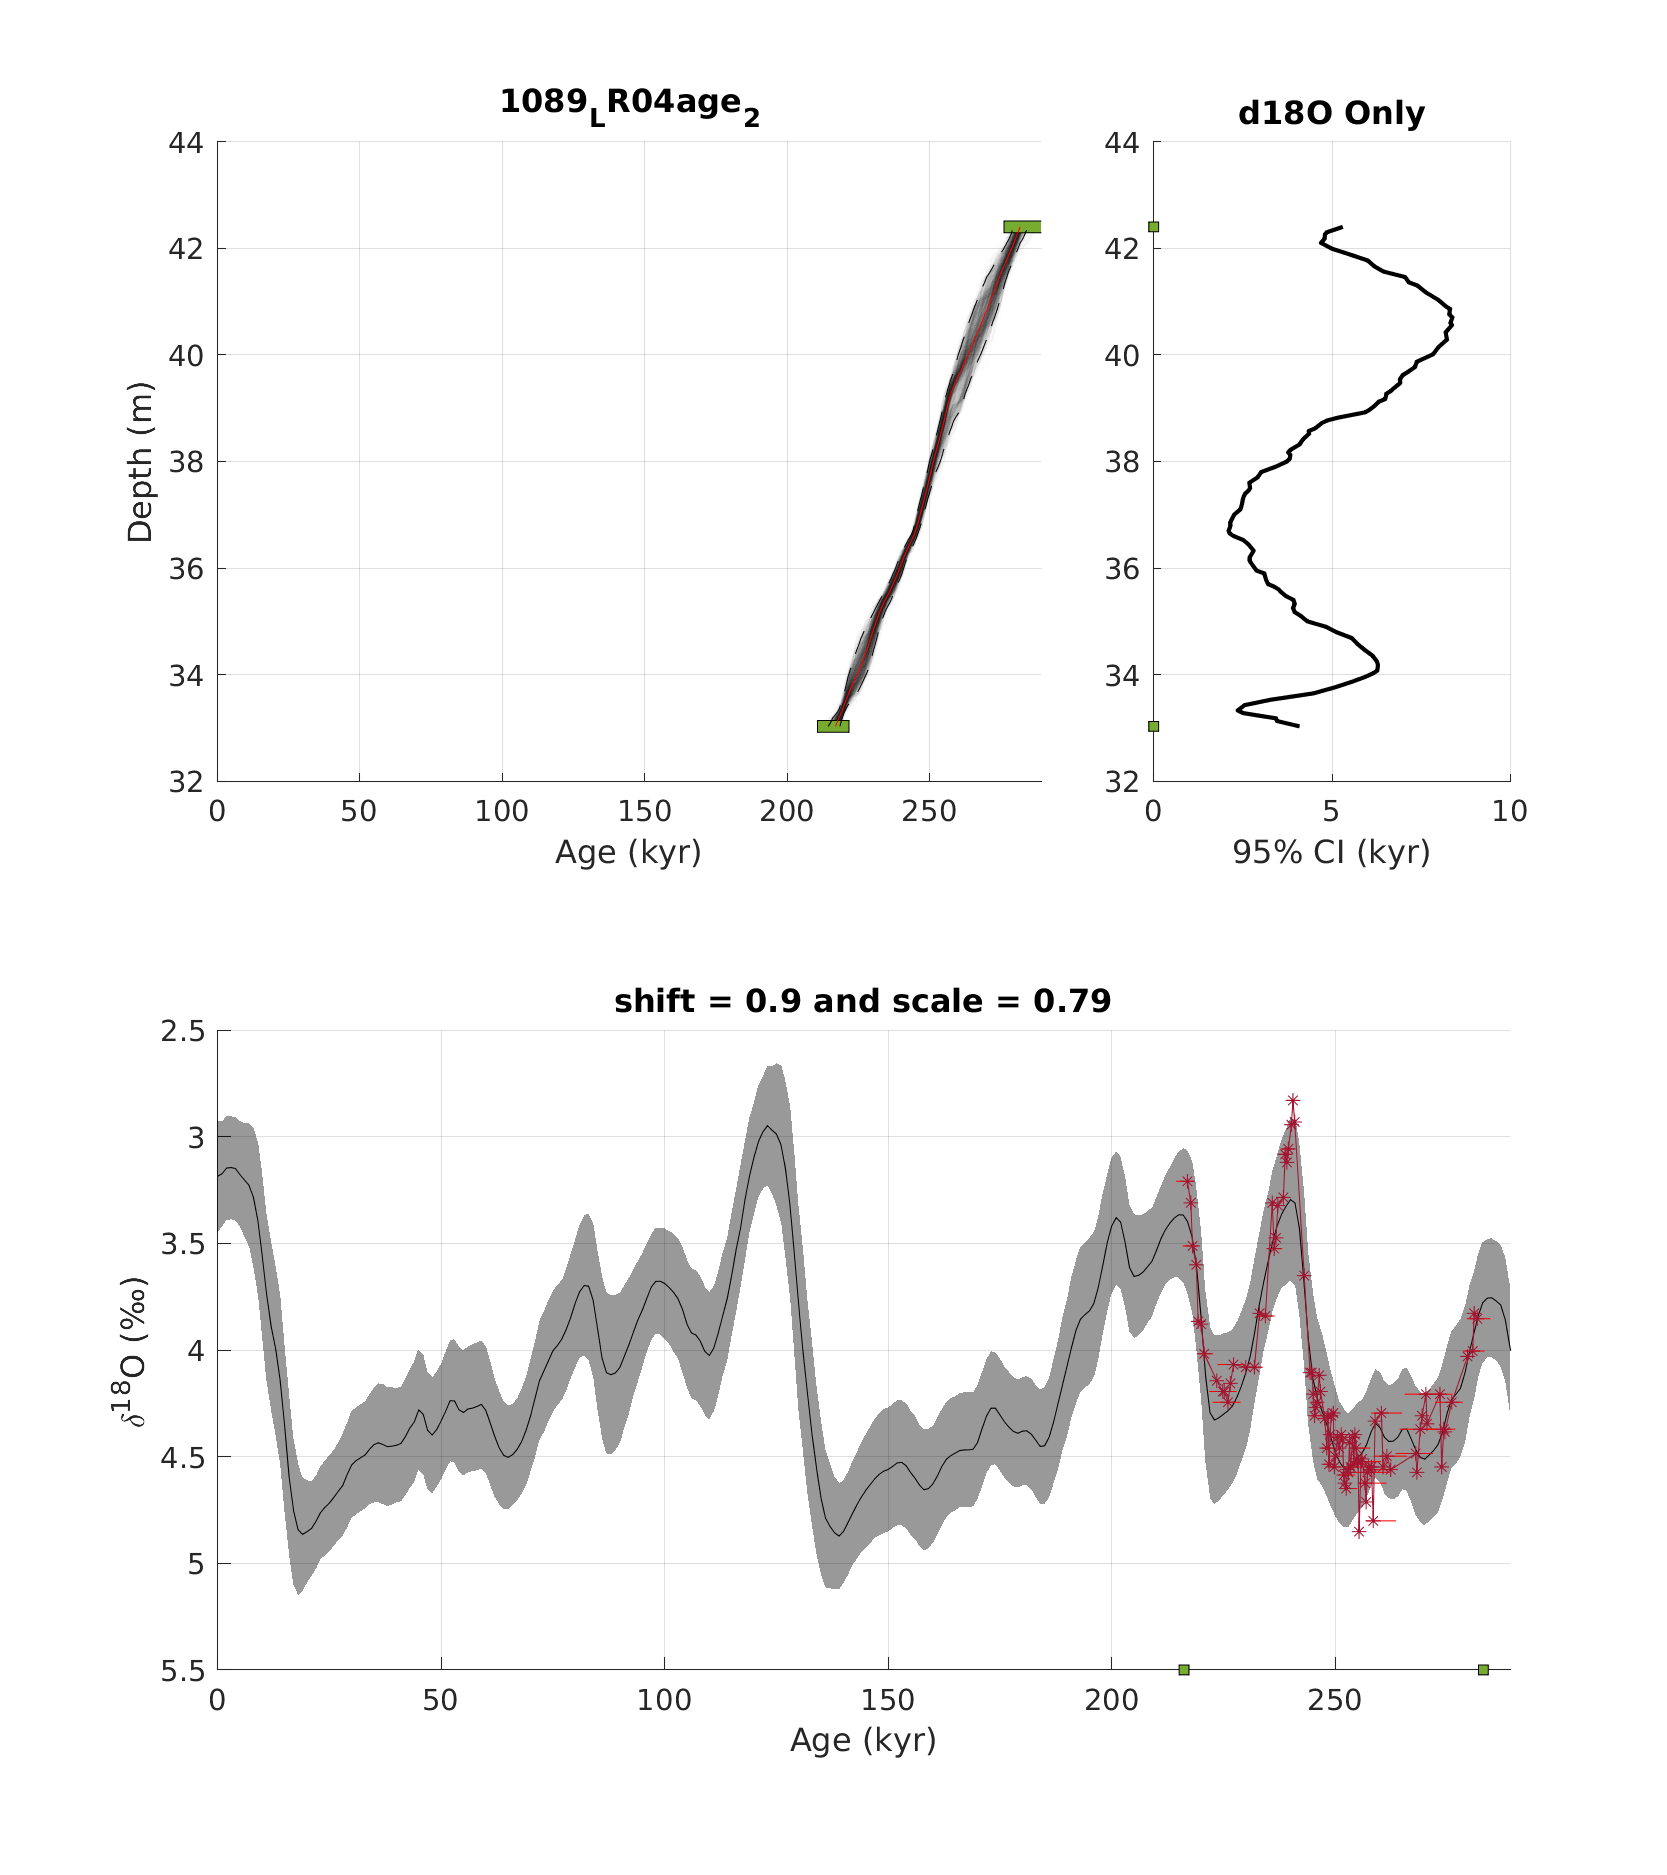 1089LR04age2
d18O Only
44
42
40
38
36
34
32
Depth (m)
0 50 100 150 200 250
Age (kyr)
44
42
40
38
36
34
32
0 5 10
95% CI (kyr)
shift = 0.9 and scale = 0.79
2.5
3
3.5
4
4.5
5
5.5
δ18O (‰)
0 50 100 150 200 250
Age (kyr)